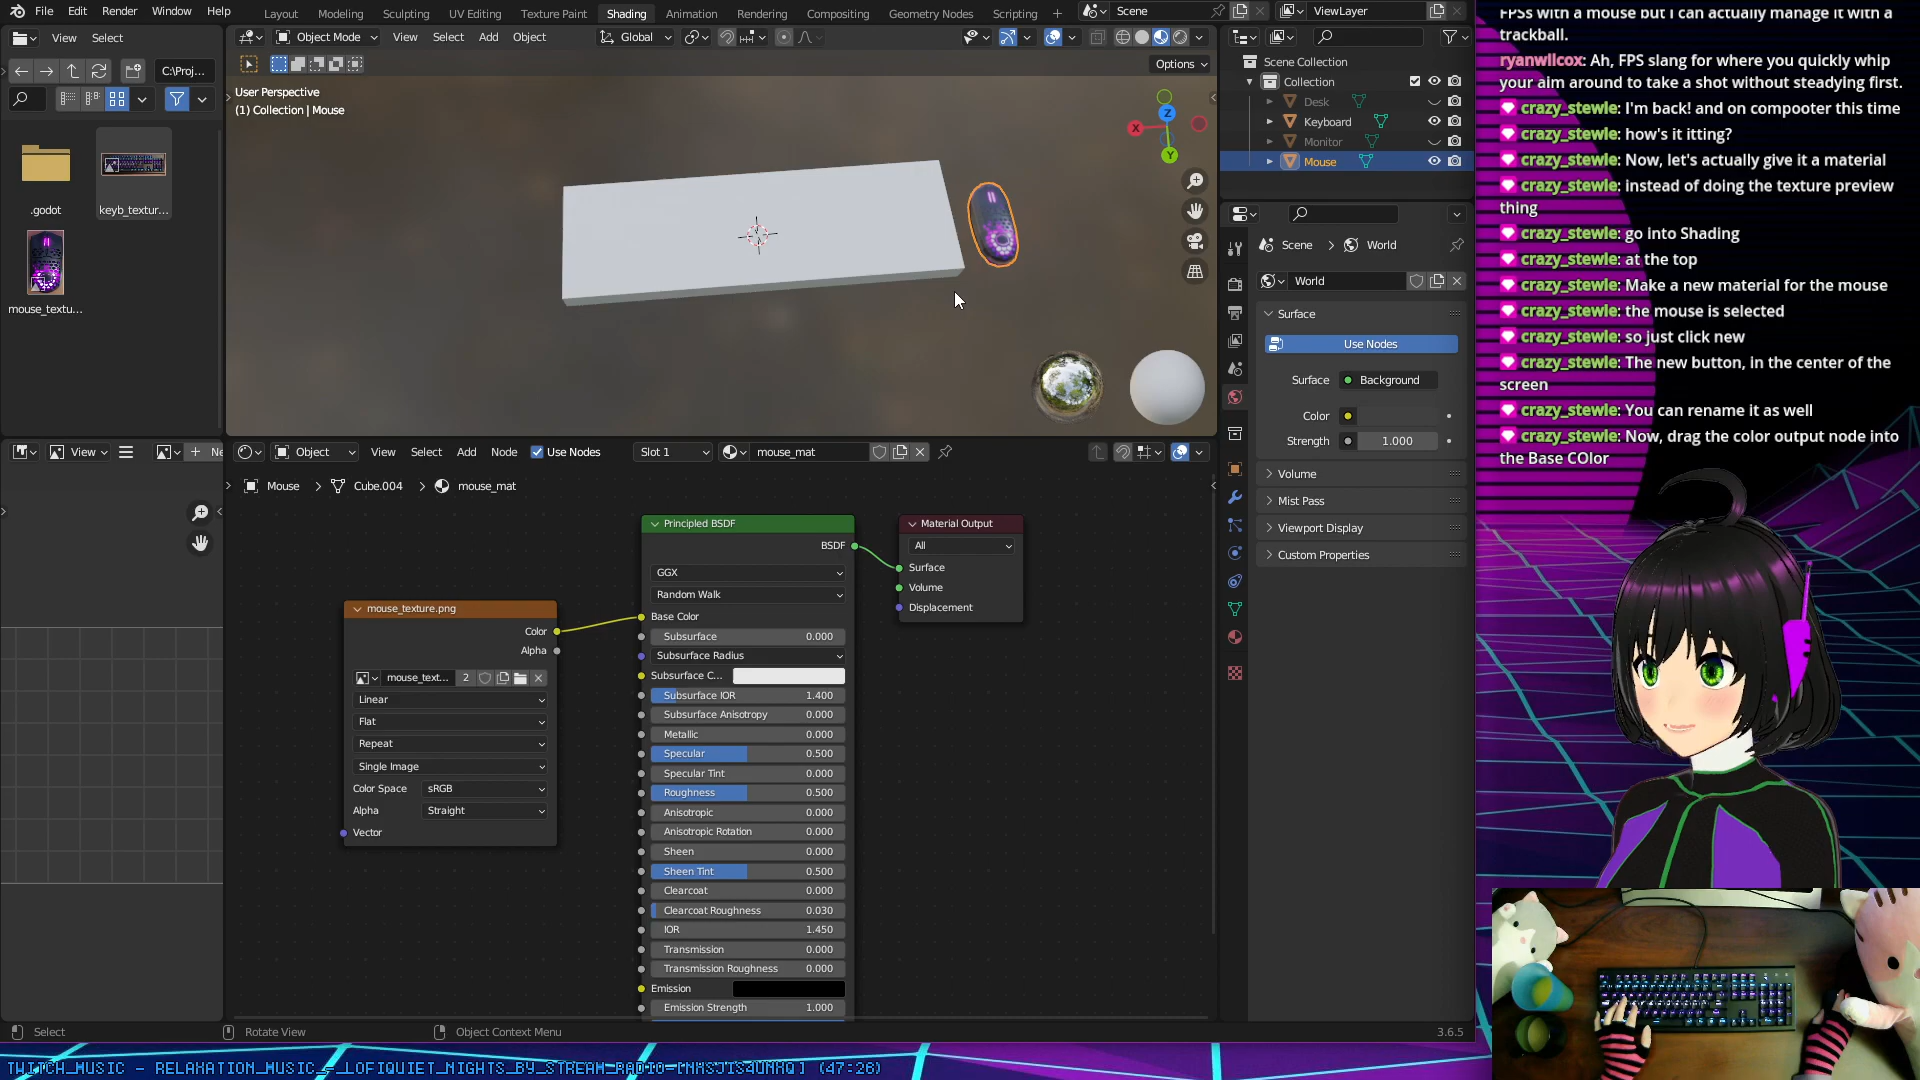 File Edit Render Window Help
Layout Modeling Sculpting UV Editing Texture Paint Shading Animation Rendering Compositing Geometry Nodes Scripting
Scene
ViewLayer
View Select
Object Mode View Select Add Object
Global
C:\Proj...
Options
.godot
keyb_textur...
mouse_textu...
User Perspective
(1) Collection | Mouse
X Z Y
Scene Collection
Collection
Desk
Keyboard
Monitor
Mouse
Scene World
World
Surface
Use Nodes
Surface Background
Color
Strength 1.000
Volume
Mist Pass
Viewport Display
Custom Properties
View
Ne
Object View Select Add Node Use Nodes Slot 1 mouse_mat
Mouse Cube.004 mouse_mat
mouse_texture.png
Color
Alpha
mouse_text... 2
Linear
Flat
Repeat
Single Image
Color Space sRGB
Alpha Straight
Vector
Principled BSDF
BSDF
GGX
Random Walk
Base Color
Subsurface 0.000
Subsurface Radius
Subsurface C...
Subsurface IOR 1.400
Subsurface Anisotropy 0.000
Metallic 0.000
Specular 0.500
Specular Tint 0.000
Roughness 0.500
Anisotropic 0.000
Anisotropic Rotation 0.000
Sheen 0.000
Sheen Tint 0.500
Clearcoat 0.000
Clearcoat Roughness 0.030
IOR 1.450
Transmission 0.000
Transmission Roughness 0.000
Emission
Emission Strength 1.000
Material Output
All
Surface
Volume
Displacement
Select
Rotate View
Object Context Menu
3.6.5
FPSs with a mouse but I can actually manage it with a
trackball.
ryanwilcox: Ah, FPS slang for where you quickly whip
your aim around to take a shot without steadying first.
crazy_stewie: I'm back! and on compooter this time
crazy_stewie: how's it itting?
crazy_stewie: Now, let's actually give it a material
crazy_stewie: instead of doing the texture preview
thing
crazy_stewie: go into Shading
crazy_stewie: at the top
crazy_stewie: Make a new material for the mouse
crazy_stewie: the mouse is selected
crazy_stewie: so just click new
crazy_stewie: The new button, in the center of the
screen
crazy_stewie: You can rename it as well
crazy_stewie: Now, drag the color output node into
the Base COlor